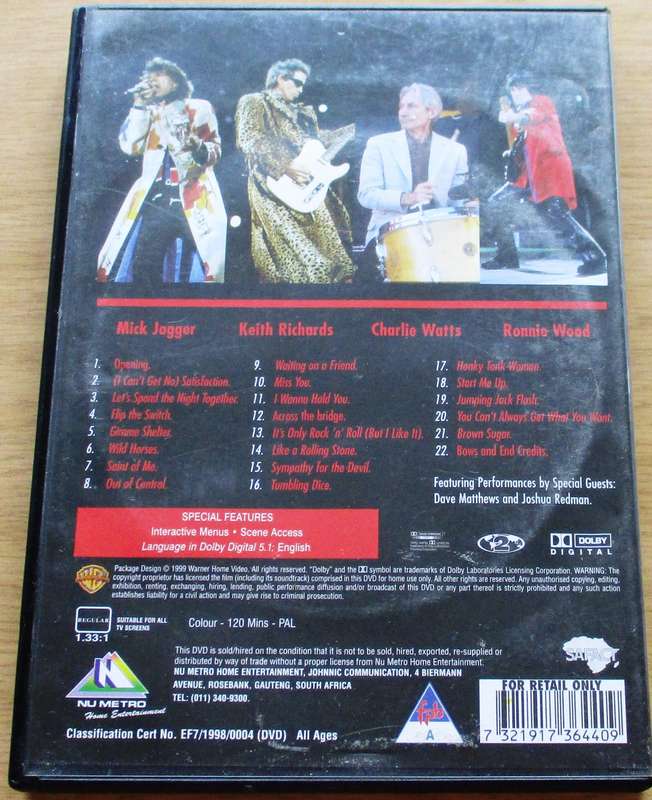 Mick Jagger Keith Richards Charlie Watts Ronnie Wood
1. Opening.
2. (I Can't Get No) Satisfaction.
3. Let's Spend the Night Together.
4. Flip the Switch.
5. Gimme Shelter.
6. Wild Horses.
7. Saint of Me.
8. Out of Control.
9. Waiting on a Friend.
10. Miss You.
11. I Wanna Hold You.
12. Across the bridge.
13. It's Only Rock 'n' Roll (But I Like It).
14. Like a Rolling Stone.
15. Sympathy For the Devil.
16. Tumbling Dice.
17. Honky Tonk Woman.
18. Start Me Up.
19. Jumping Jack Flash.
20. You Can't Always Get What You Want.
21. Brown Sugar.
22. Bows and End Credits.
Featuring Performances by Special Guests:
Dave Matthews and Joshua Redman.
SPECIAL FEATURES
Interactive Menus • Scene Access
Language in Dolby Digital 5.1: English
2
DOLBY
DIGITAL
Package Design © 1999 Warner Home Video. All rights reserved. "Dolby" and the DD symbol are trademarks of Dolby Laboratories Licensing Corporation. WARNING: The
copyright proprietor has licensed the film (including its soundtrack) comprised in this DVD for home use only. All other rights are reserved. Any unauthorised copying, editing,
exhibition, renting, exchanging, hiring, lending, public performance diffusion and/or broadcast of this DVD or any part thereof is strictly prohibited and any such action
establishes liability for a civil action and may give rise to criminal prosecution.
REGULAR
1.33:1
SUITABLE FOR ALL
TV SCREENS
Colour - 120 Mins - PAL
This DVD is sold/hired on the condition that it is not to be sold, hired, exported, re-supplied or
distributed by way of trade without a proper license from Nu Metro Home Entertainment.
NU METRO HOME ENTERTAINMENT, JOHNNIC COMMUNICATION, 4 BIERMANN
AVENUE, ROSEBANK, GAUTENG, SOUTH AFRICA
TEL: (011) 340-9300.
SAFACT
N
NU METRO
Home Entertainment
fpb
A
FOR RETAIL ONLY
7 321917 364409
Classification Cert No. EF7/1998/0004 (DVD) All Ages